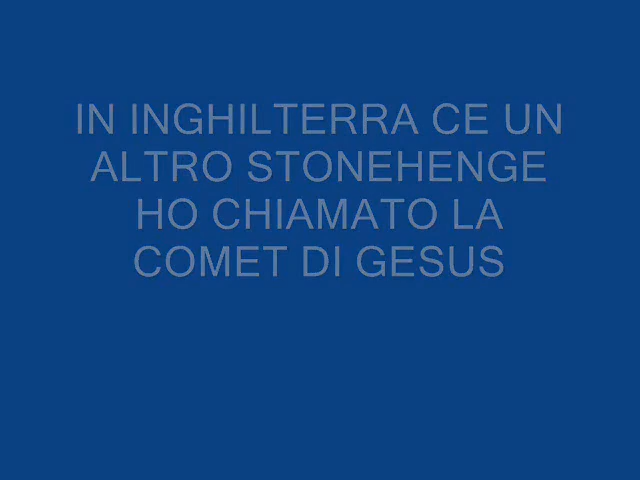 IN INGHILTERRA CE UN
ALTRO STONEHENGE
HO CHIAMATO LA
COMET DI GESUS